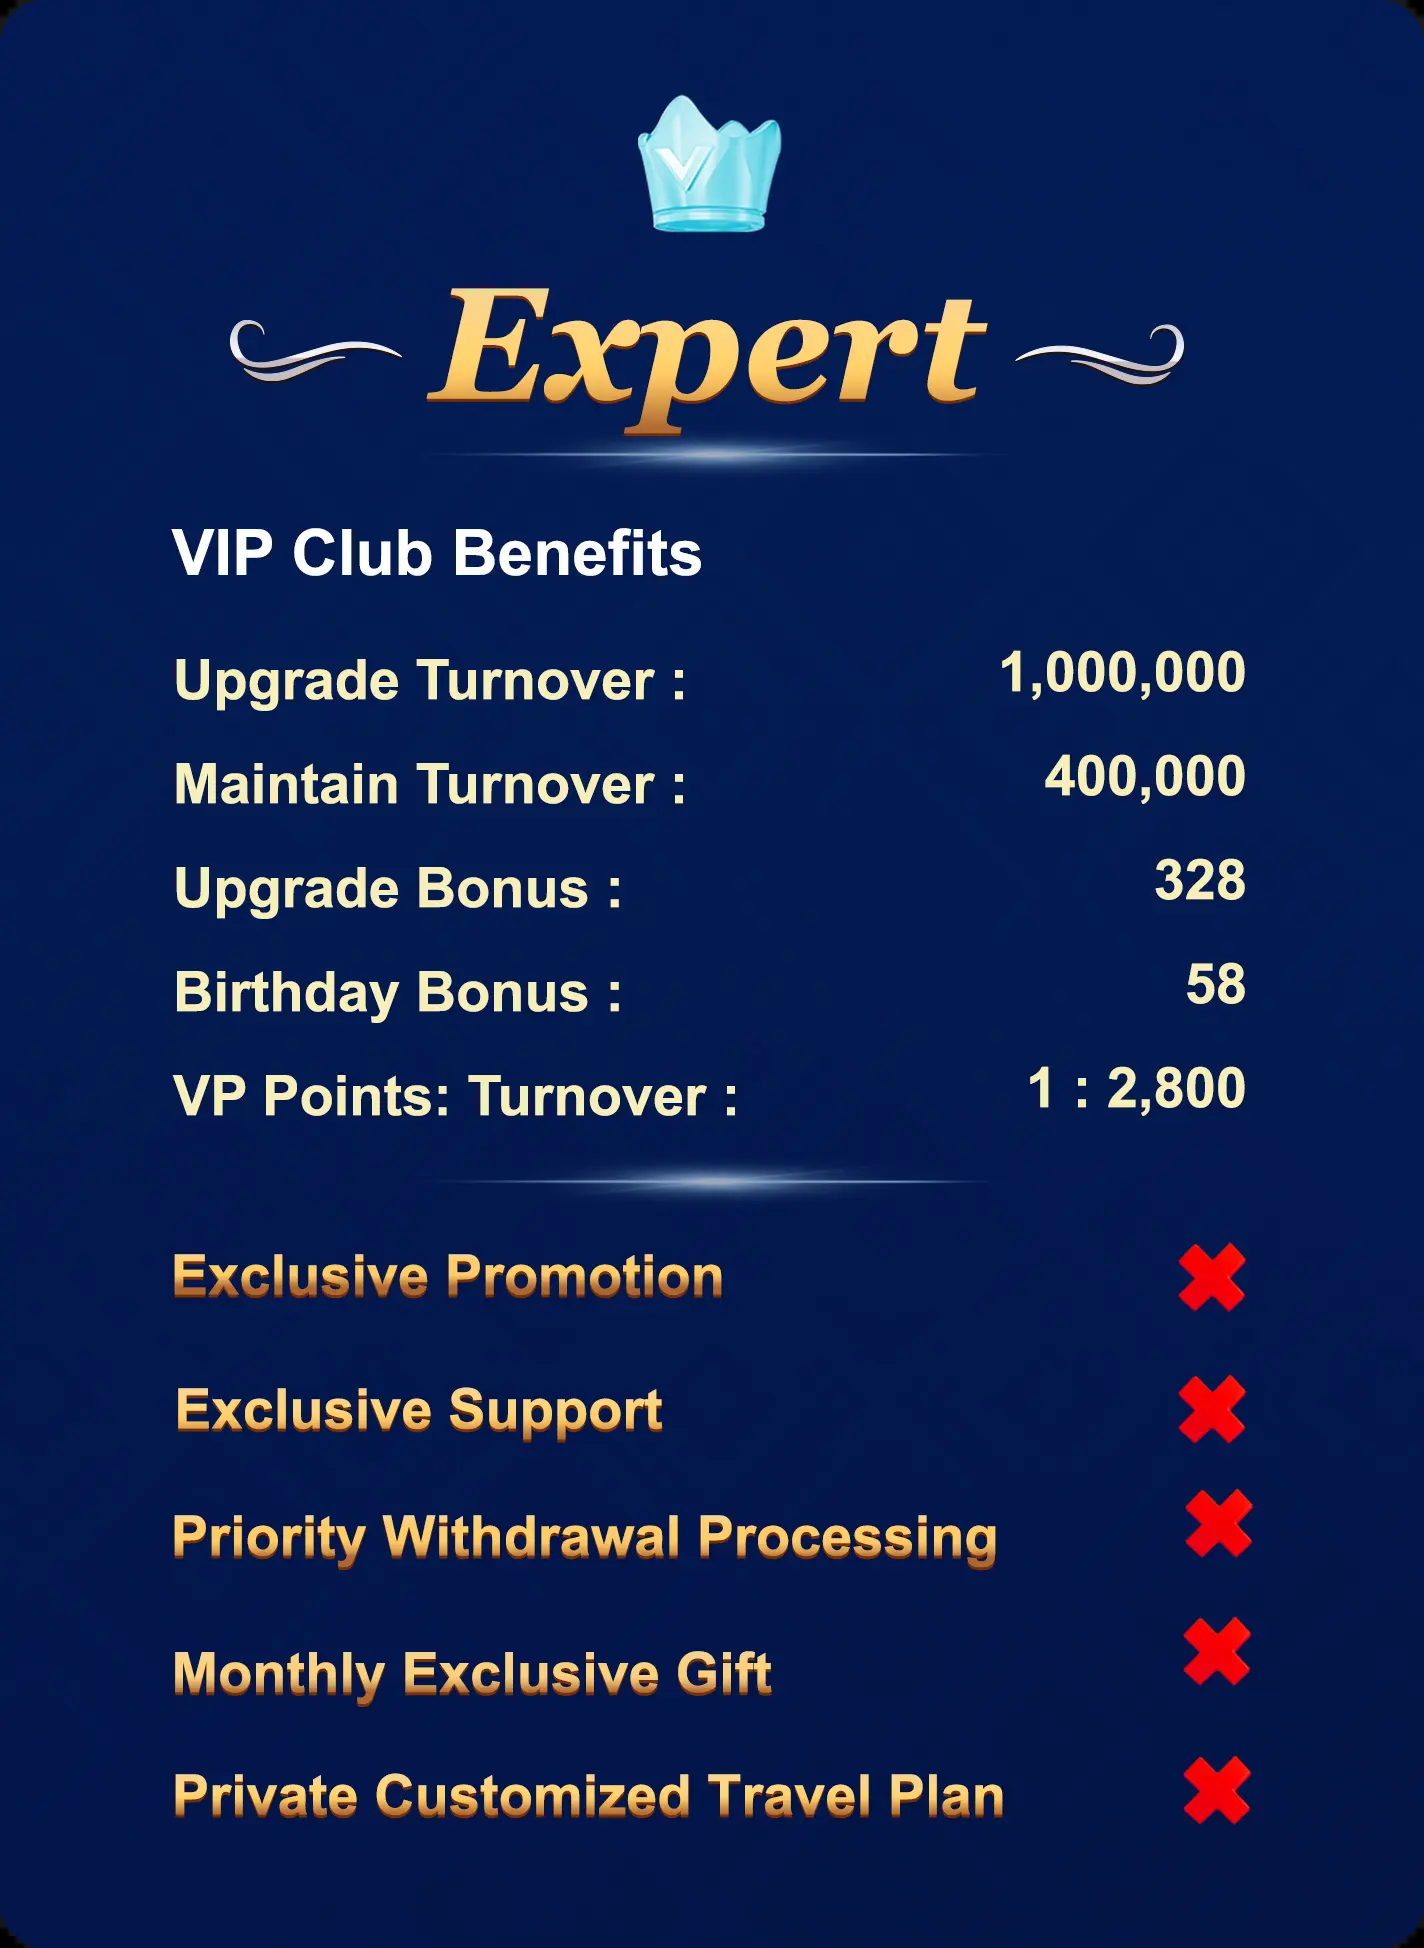 V
Expert
VIP Club Benefits
Upgrade Turnover : 1,000,000
Maintain Turnover : 400,000
Upgrade Bonus : 328
Birthday Bonus : 58
VP Points: Turnover : 1 : 2,800
Exclusive Promotion
Exclusive Support
Priority Withdrawal Processing
Monthly Exclusive Gift
Private Customized Travel Plan